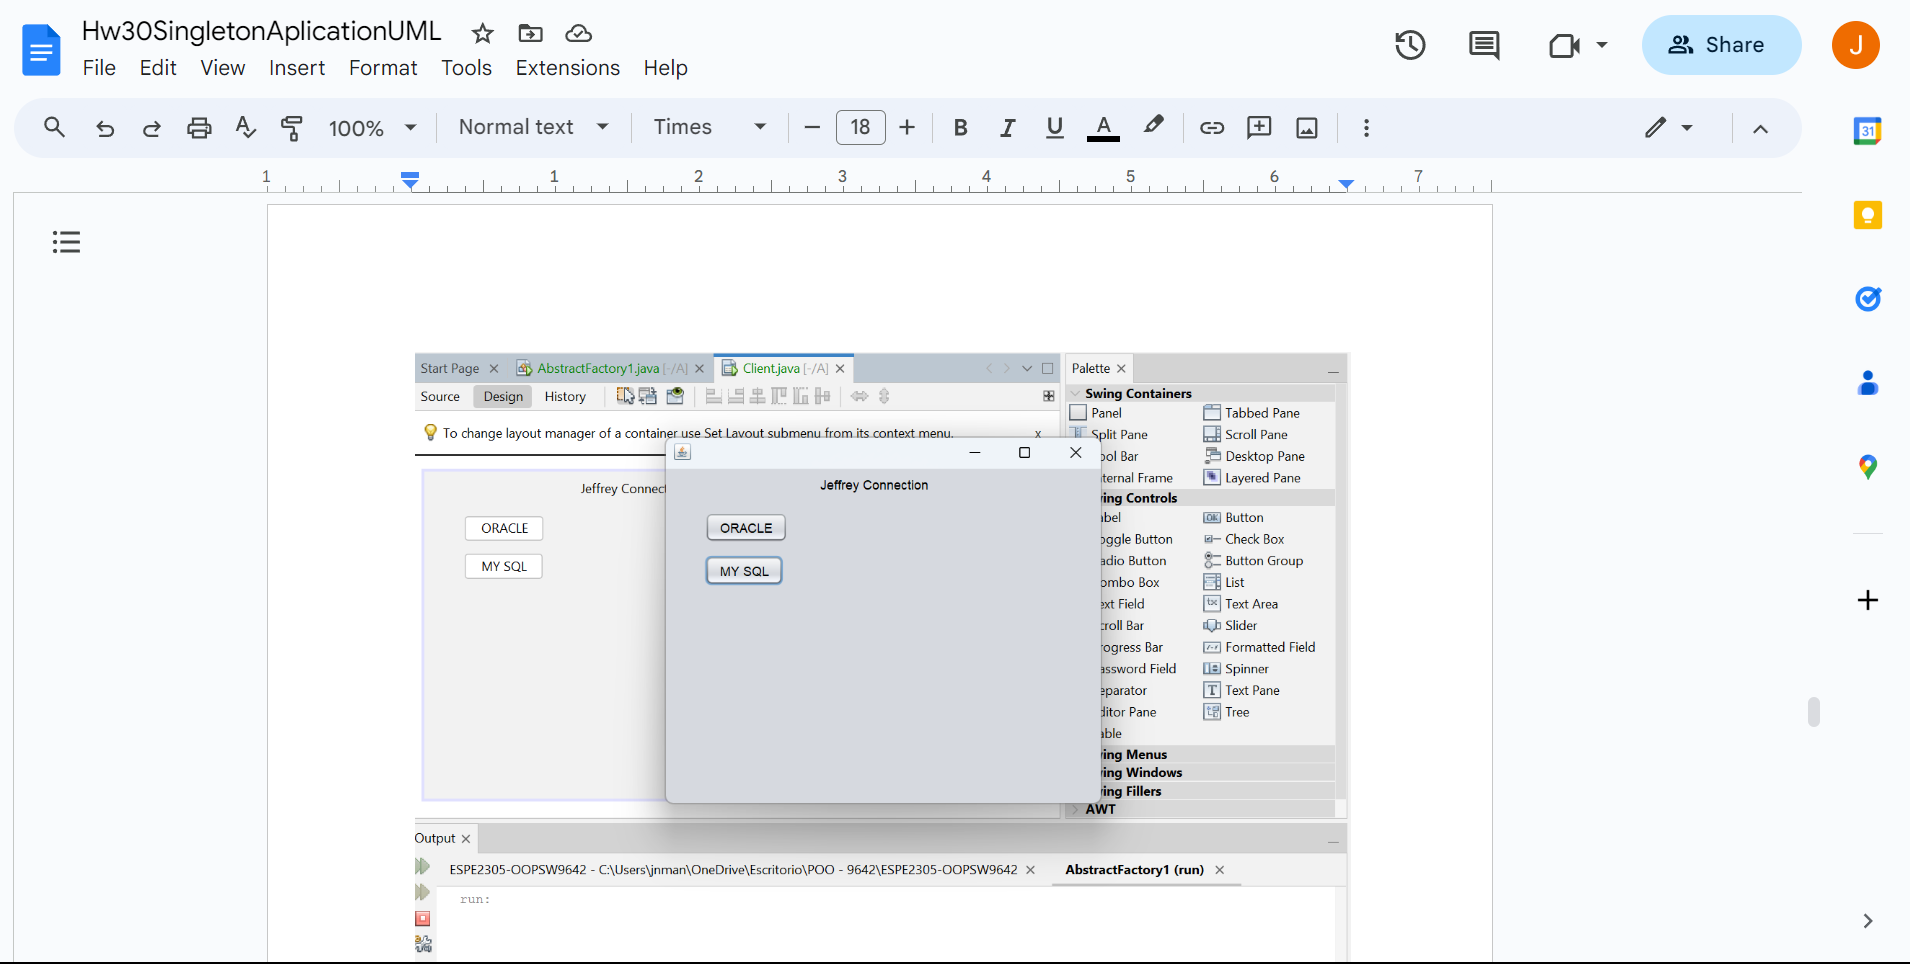 Hw30SingletonAplicationUML
File Edit View Insert Format Tools Extensions Help
Share
J
100% Normal text Times 18 B I U A
31
1 1 2 3 4 5 6 7
Start Page AbstractFactory1.java [-/A] Client.java [-/A]
Source Design History
To change layout manager of a container use Set Layout submenu from its context menu. x
Jeffrey Connect
ORACLE
MY SQL
Jeffrey Connection
ORACLE
MY SQL
Palette
Swing Containers
Panel Tabbed Pane
Split Pane Scroll Pane
ool Bar Desktop Pane
ternal Frame Layered Pane
ing Controls
bel Button
oggle Button Check Box
adio Button Button Group
ombo Box List
ext Field Text Area
croll Bar Slider
rogress Bar Formatted Field
assword Field Spinner
eparator Text Pane
ditor Pane Tree
able
ing Menus
ing Windows
ing Fillers
AWT
Output
ESPE2305-OOPSW9642 - C:\Users\jnman\OneDrive\Escritorio\POO - 9642\ESPE2305-OOPSW9642 AbstractFactory1 (run)
run: